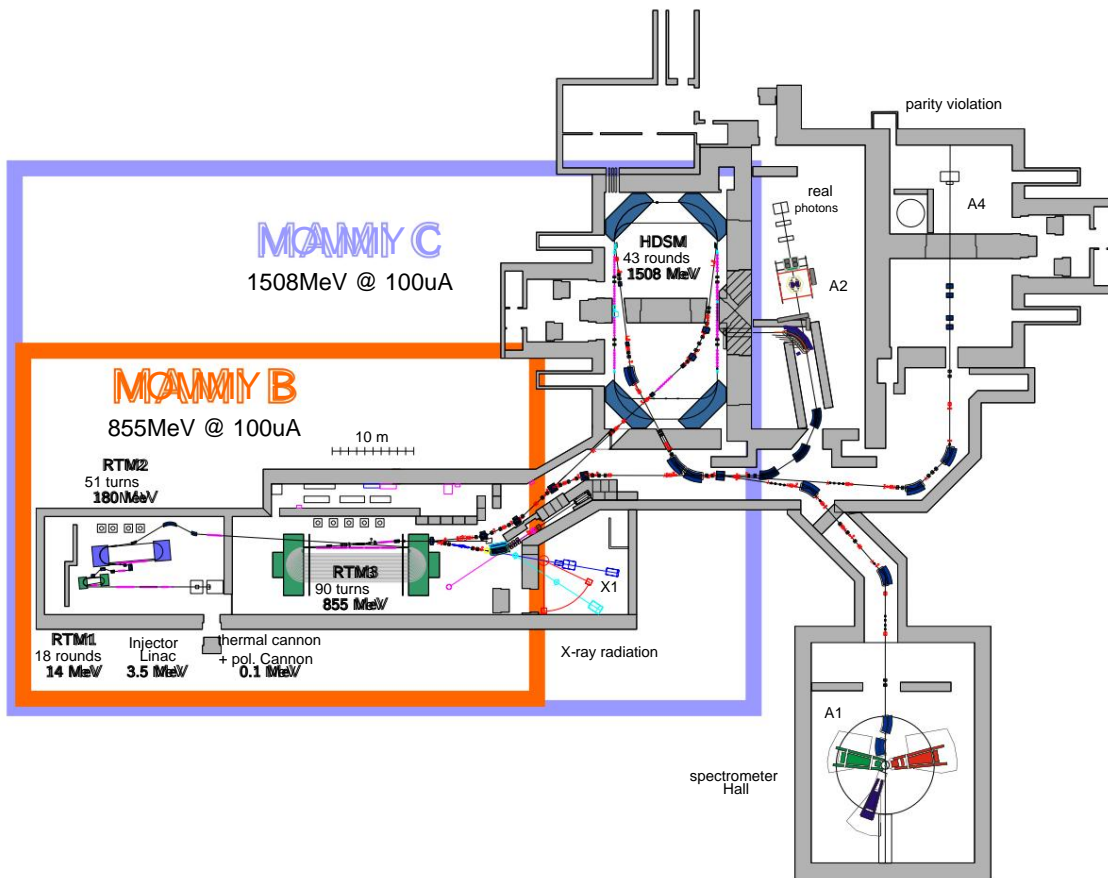 parity violation
real
photons
A4
HDSM
43 rounds
1508 MeV
A2
1508MeV @ 100uA
855MeV @ 100uA
10 m
RTM2
51 turns
180 MeV
RTM3
90 turns
855 MeV
X1
RTM1
18 rounds
14 MeV
Injector
Linac
3.5 MeV
thermal cannon
+ pol. Cannon
0.1 MeV
X-ray radiation
A1
spectrometer
Hall